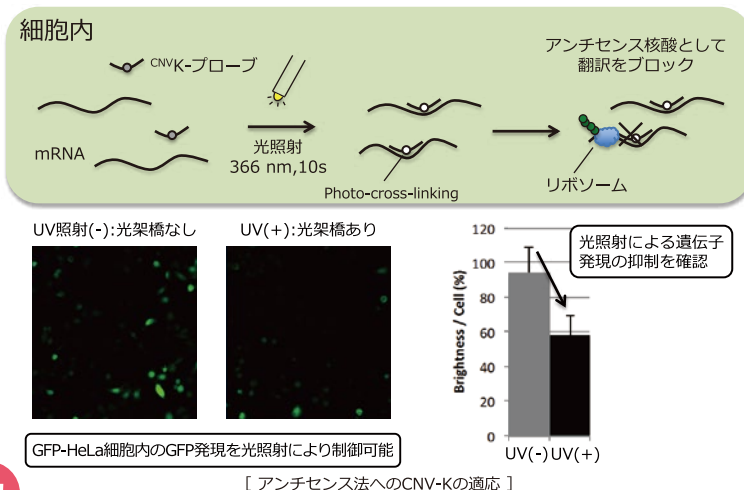 細胞内
CNVK-プローブ
mRNA
光照射
366 nm,10s
Photo-cross-linking
アンチセンス核酸として
翻訳をブロック
リボソーム
UV照射(-):光架橋なし
UV(+):光架橋あり
GFP-HeLa細胞内のGFP発現を光照射により制御可能
Brightness / Cell (%)
120
100
80
60
40
20
0
光照射による遺伝子
発現の抑制を確認
UV(-) UV(+)
[ アンチセンス法へのCNV-Kの適応 ]